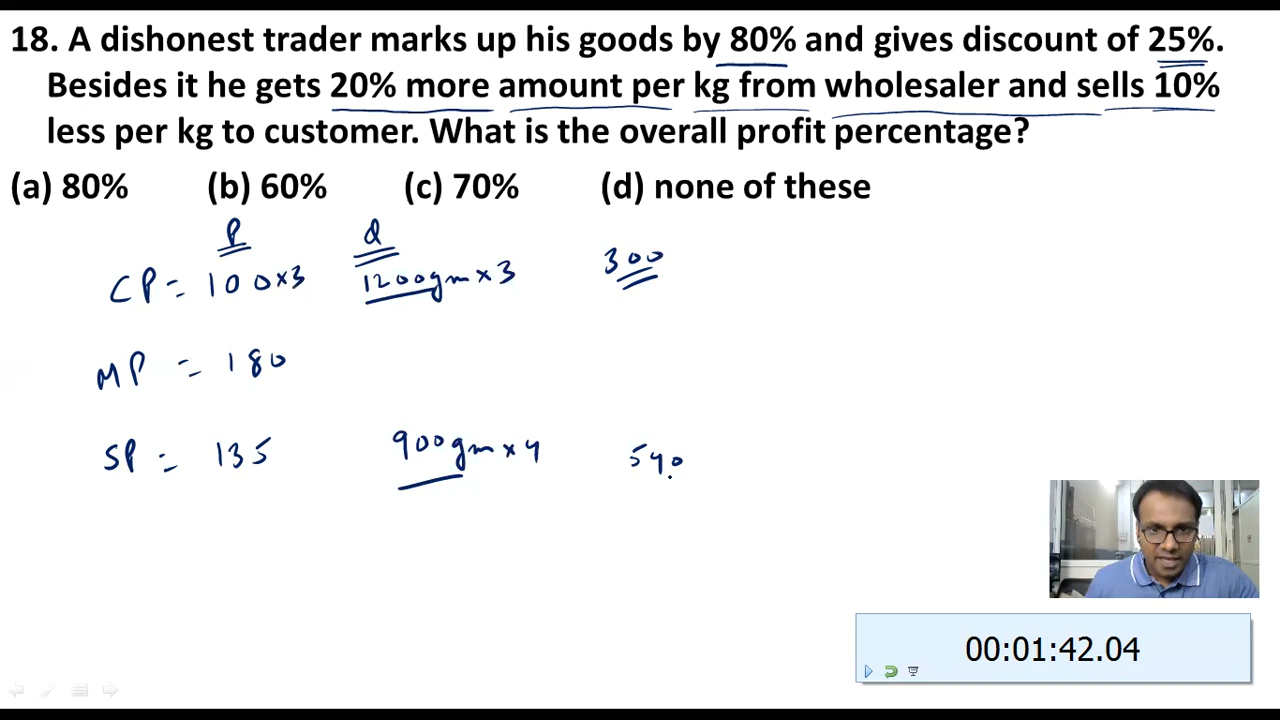 18. A dishonest trader marks up his goods by 80% and gives discount of 25%.
Besides it he gets 20% more amount per kg from wholesaler and sells 10%
less per kg to customer. What is the overall profit percentage?
(a) 80% (b) 60% (c) 70% (d) none of these
P Q
CP = 100×3 1200gm×3 300
MP = 180
SP = 135 900gm×4 540
00:01:42.04